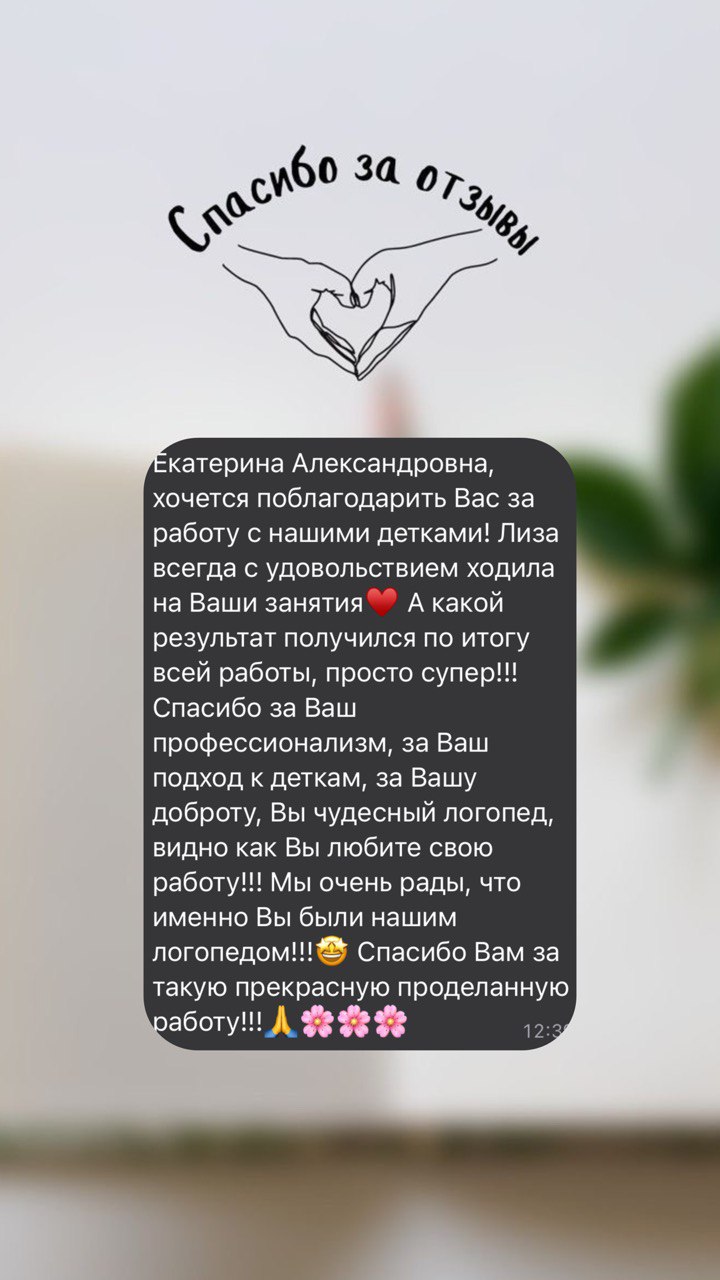 Спасибо за отзывы
Екатерина Александровна,
хочется поблагодарить Вас за
работу с нашими детками! Лиза
всегда с удовольствием ходила
на Ваши занятия♥️ А какой
результат получился по итогу
всей работы, просто супер!!!
Спасибо за Ваш
профессионализм, за Ваш
подход к деткам, за Вашу
доброту, Вы чудесный логопед,
видно как Вы любите свою
работу!!! Мы очень рады, что
именно Вы были нашим
логопедом!!!🤩 Спасибо Вам за
такую прекрасную проделанную
работу!!!🙏🌸🌸🌸